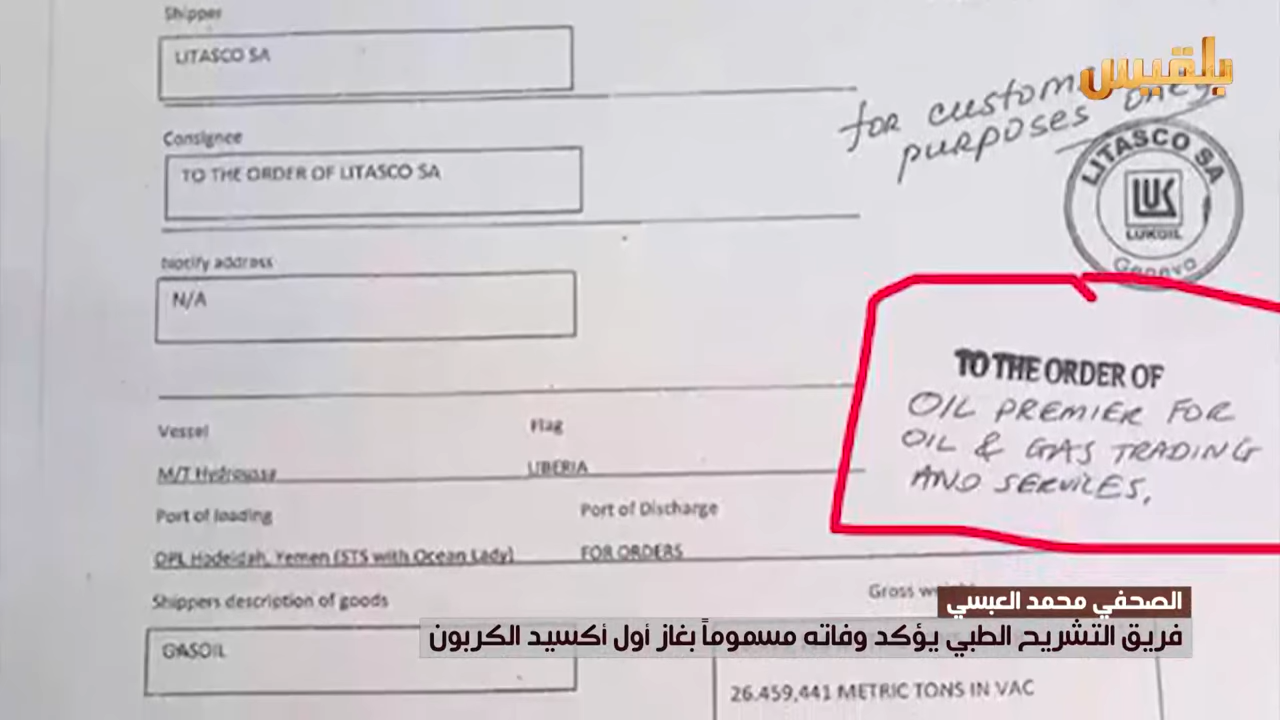 Shipper
LITASCO SA
Consignee
TO THE ORDER OF LITASCO SA
Notify address
N/A
Vessel
Flag
M/T Hydroussa
LIBERIA
Port of loading
Port of Discharge
OPL Hodeidah, Yemen (STS with Ocean Lady)
FOR ORDERS
Shippers description of goods
Gross
GASOIL
26.459,441 METRIC TONS IN VAC
for customs
purposes only
بلقيس
LITASCO SA
LUK
LUKOIL
Geneva
TO THE ORDER OF
OIL PREMIER FOR
OIL & GAS TRADING
AND SERVICES.
الصحفي محمد العبسي
فريق التشريح الطبي يؤكد وفاته مسموماً بغاز أول أكسيد الكربون